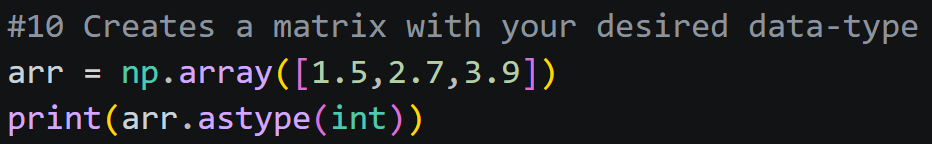 #10 Creates a matrix with your desired data-type
arr = np.array([1.5,2.7,3.9])
print(arr.astype(int))